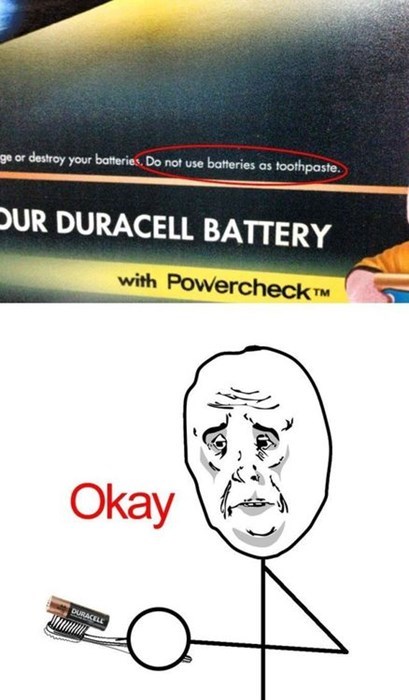 ge or destroy your batteries. Do not use batteries as toothpaste.
OUR DURACELL BATTERY
with Powercheck™
Okay
DURACELL